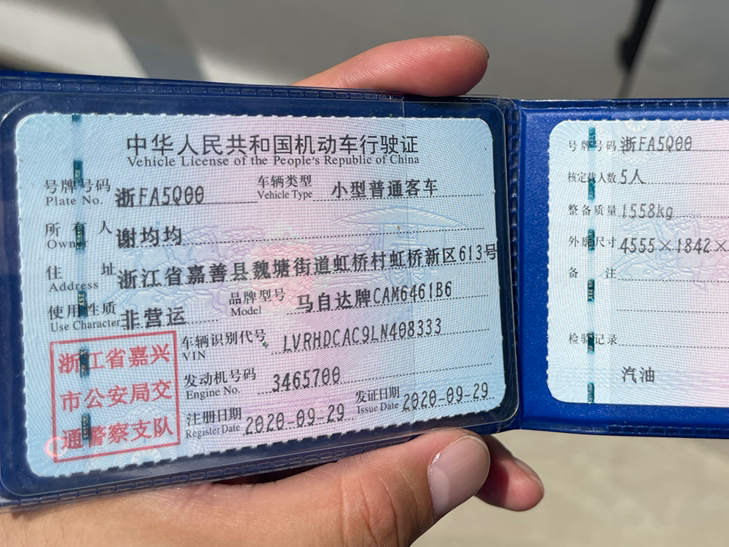 中华人民共和国机动车行驶证
Vehicle License of the People's Republic of China
号牌号码 浙FA5Q00 车辆类型 小型普通客车
Plate No. Vehicle Type
所有人 谢均均
Owner
住址 浙江省嘉善县魏塘街道虹桥村虹桥新区613号
Address
使用性质 非营运 品牌型号 马自达牌CAM6461B6
Use Character Model
浙江省嘉兴
市公安局交
通警察支队
车辆识别代号 LVRHDCAC9LN408333
VIN
发动机号码 3465700
Engine No.
注册日期 2020-09-29 发证日期 2020-09-29
Register Date Issue Date
号牌号码 浙FA5Q00
核定载人数 5人
整备质量 1558kg
外廓尺寸 4555×1842×
备注
检验记录
汽油